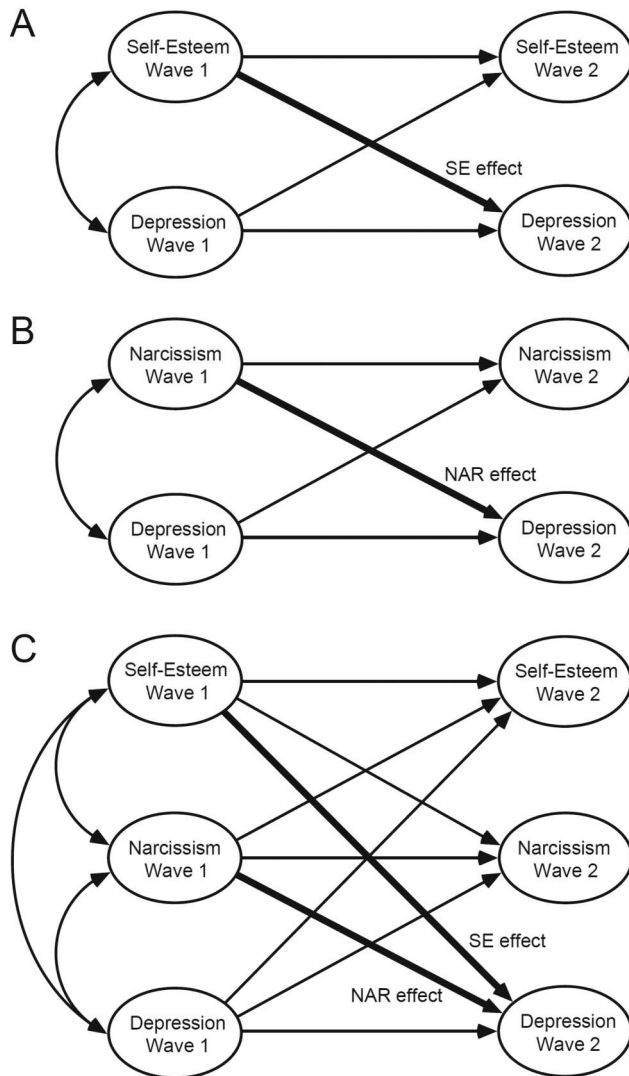 A
Self-Esteem
Wave 1
Self-Esteem
Wave 2
SE effect
Depression
Wave 1
Depression
Wave 2
B
Narcissism
Wave 1
Narcissism
Wave 2
NAR effect
Depression
Wave 1
Depression
Wave 2
C
Self-Esteem
Wave 1
Self-Esteem
Wave 2
Narcissism
Wave 1
Narcissism
Wave 2
SE effect
NAR effect
Depression
Wave 1
Depression
Wave 2